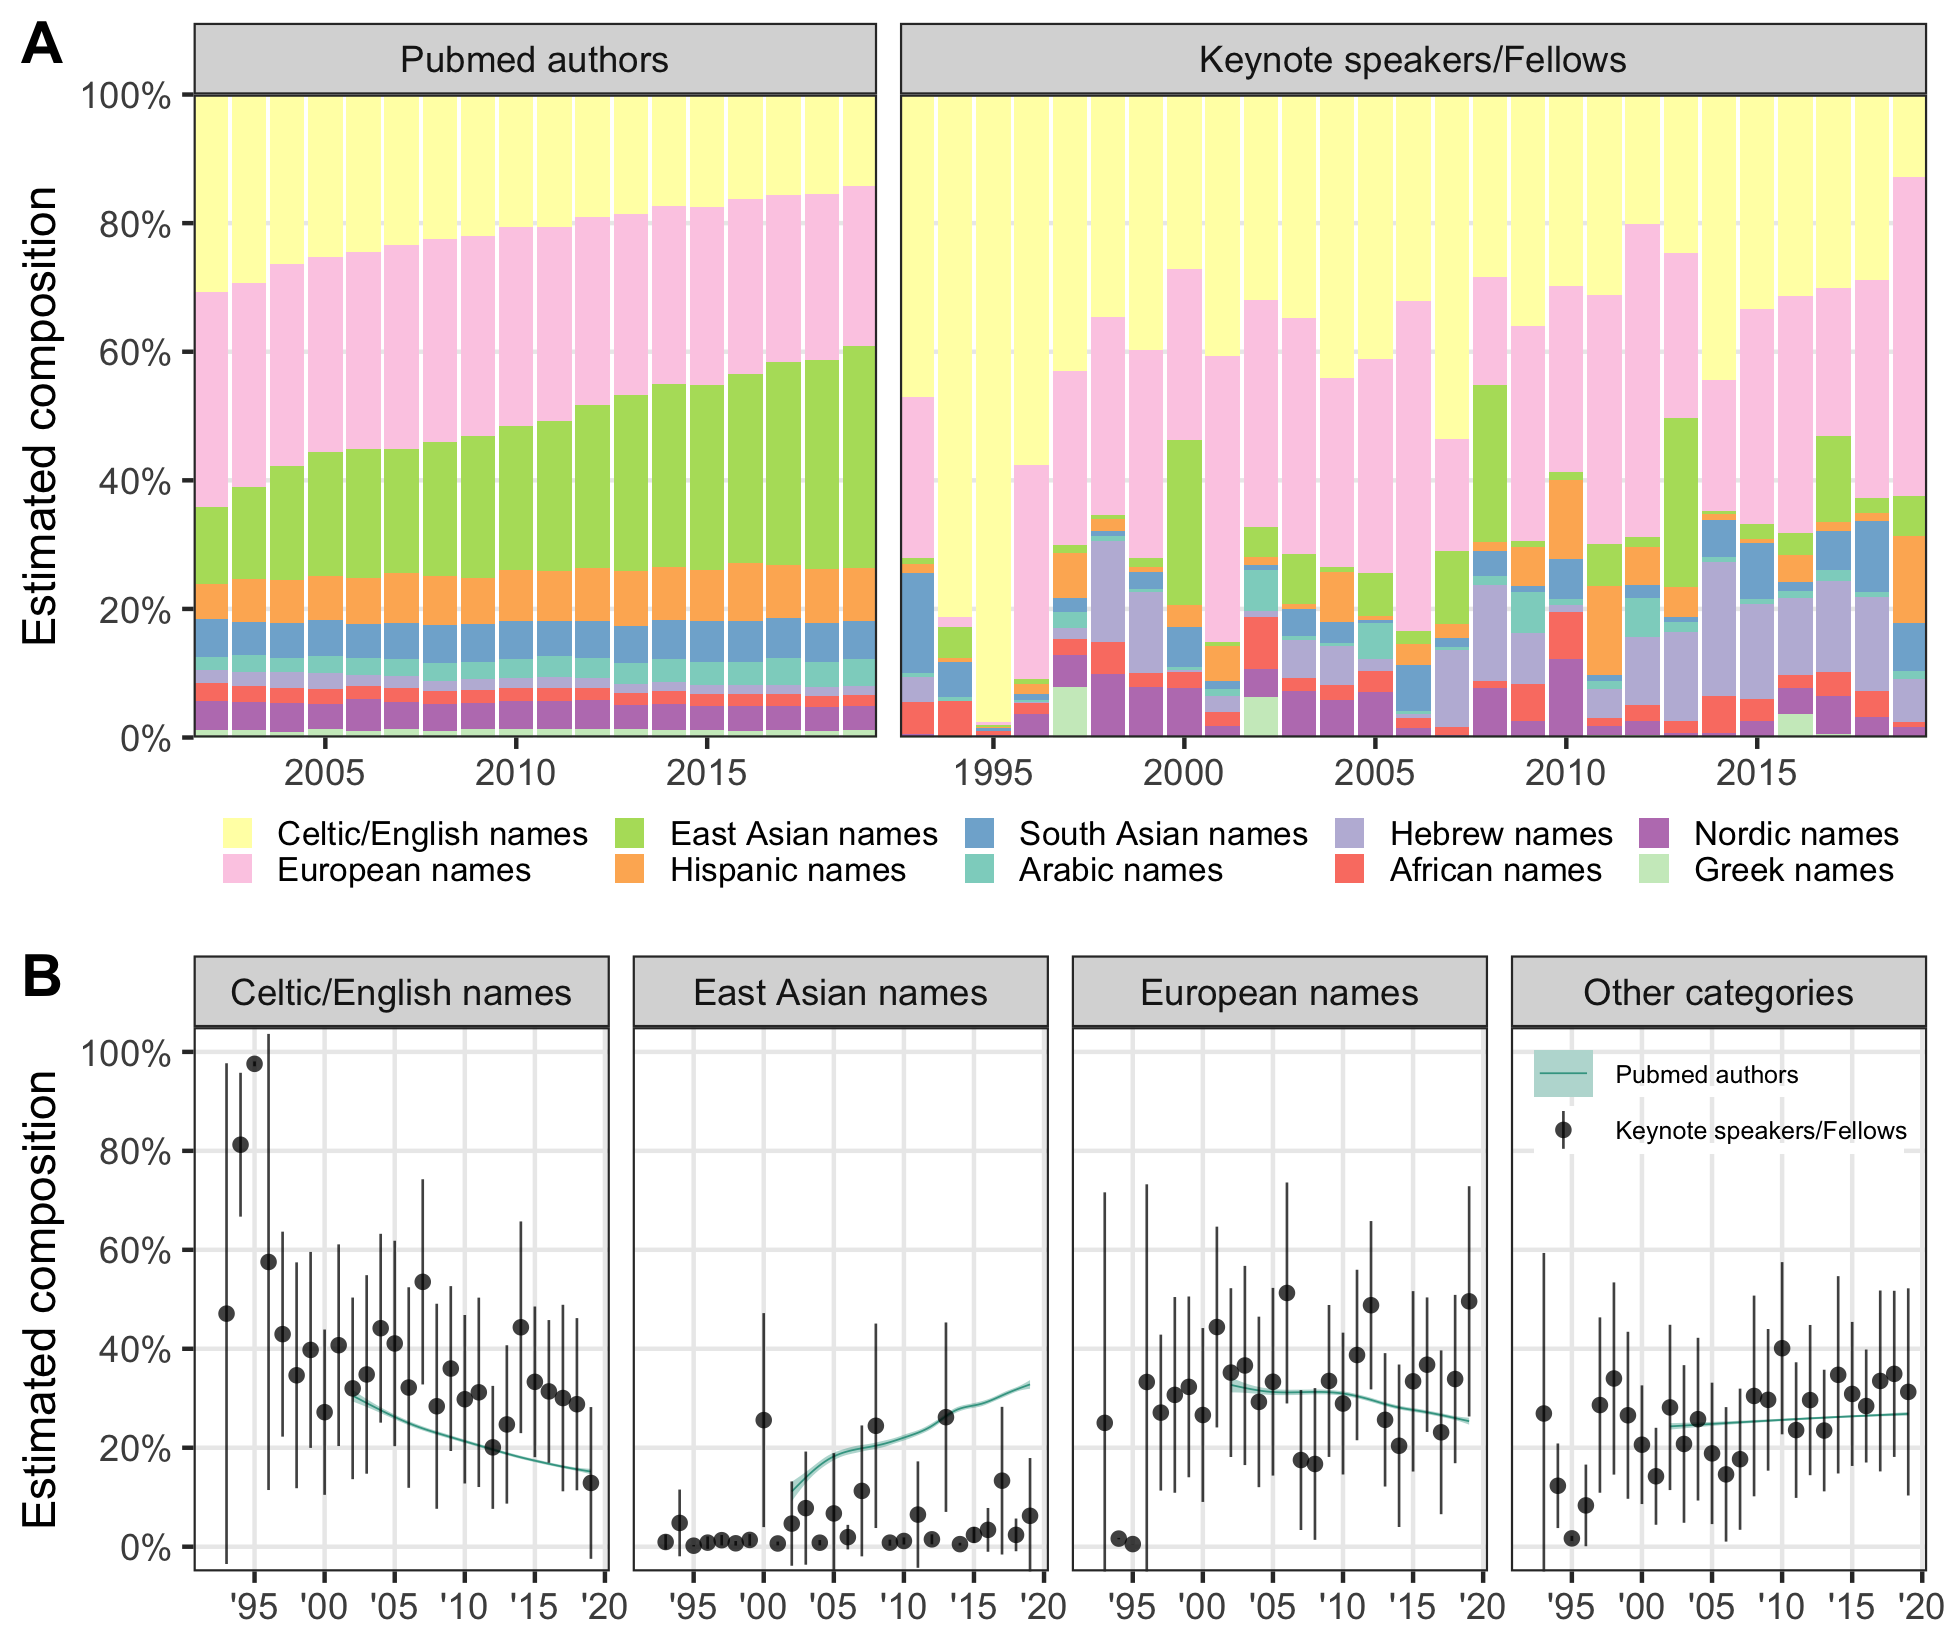 A
Pubmed authors
Keynote speakers/Fellows
Estimated composition
100%
80%
60%
40%
20%
0%
2005 2010 2015
1995 2000 2005 2010 2015
Celtic/English names East Asian names South Asian names Hebrew names Nordic names
European names Hispanic names Arabic names African names Greek names
B
Celtic/English names
East Asian names
European names
Other categories
Estimated composition
100%
80%
60%
40%
20%
0%
Pubmed authors
Keynote speakers/Fellows
'95 '00 '05 '10 '15 '20
'95 '00 '05 '10 '15 '20
'95 '00 '05 '10 '15 '20
'95 '00 '05 '10 '15 '20